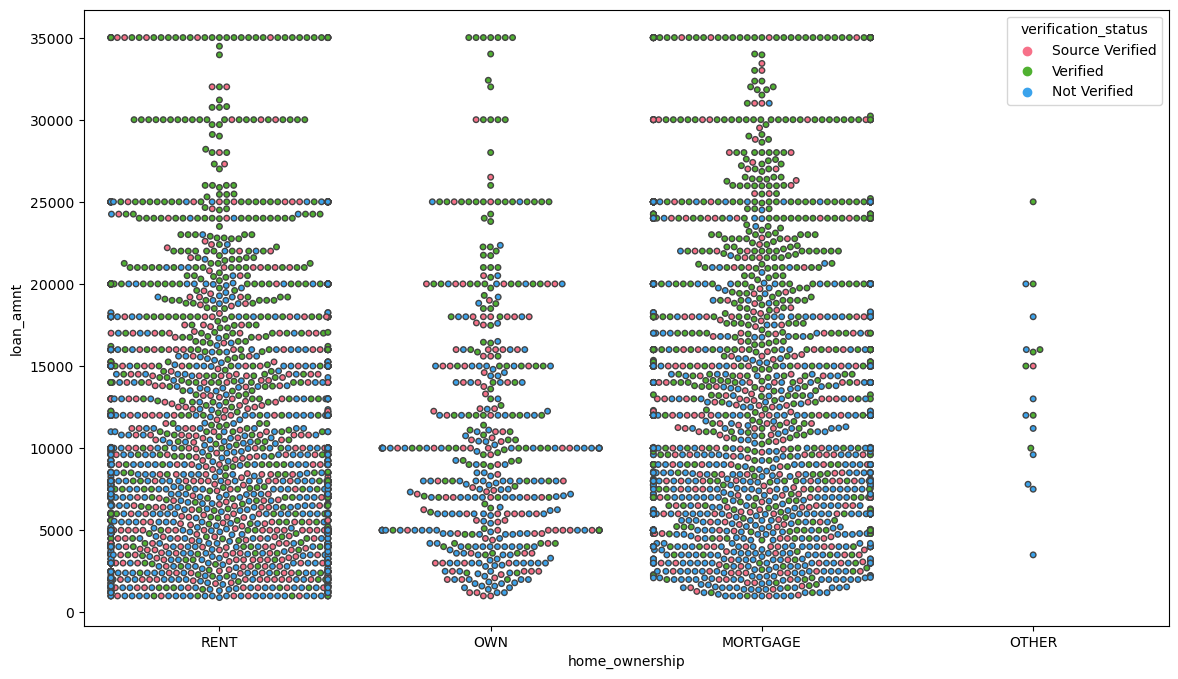 verification_status
Source Verified
Verified
Not Verified
loan_amnt
35000
30000
25000
20000
15000
10000
5000
0
RENT
OWN
MORTGAGE
OTHER
home_ownership